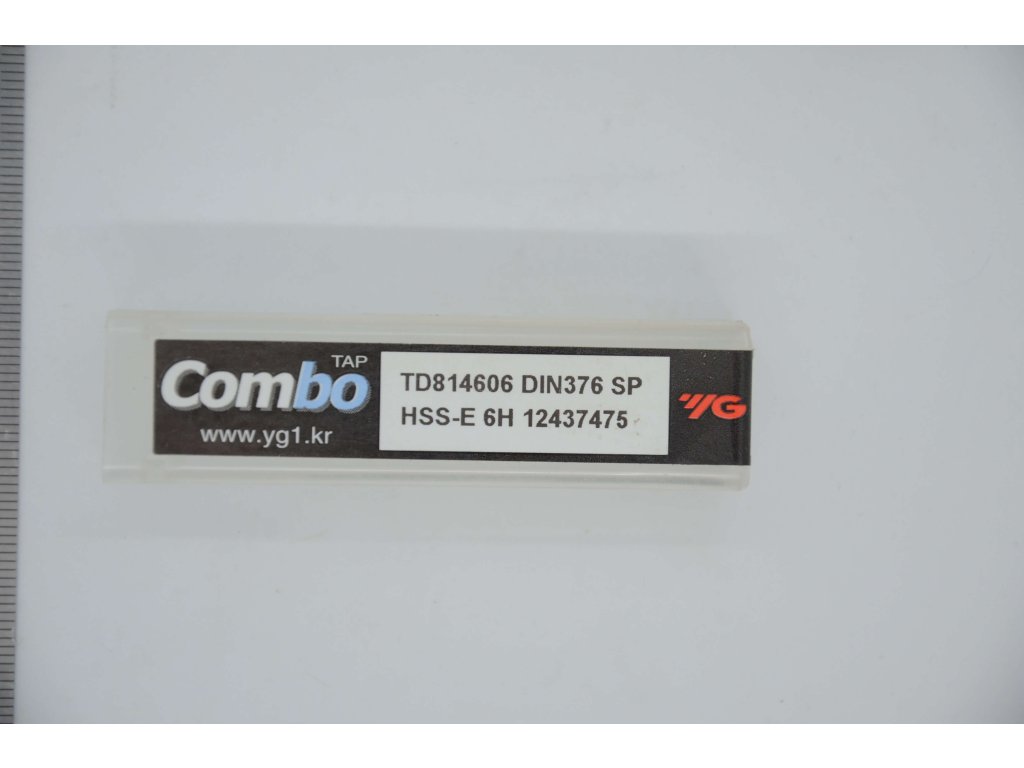 TAP
Combo
www.yg1.kr
TD814606 DIN376 SP
HSS-E 6H 12437475
YG